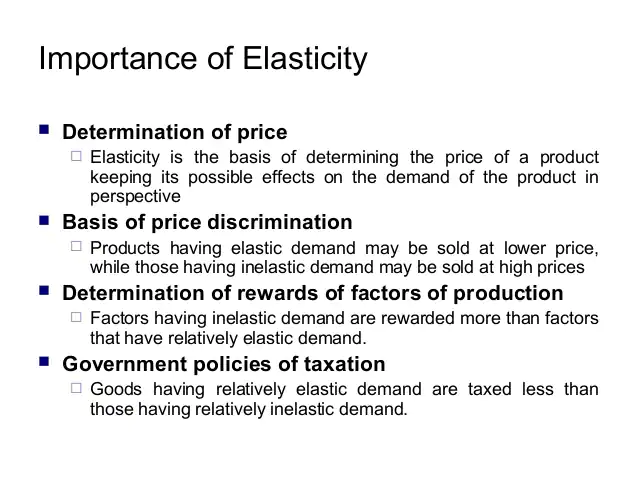 Importance of Elasticity
Determination of price
Elasticity is the basis of determining the price of a product
keeping its possible effects on the demand of the product in
perspective
Basis of price discrimination
Products having elastic demand may be sold at lower price,
while those having inelastic demand may be sold at high prices
Determination of rewards of factors of production
Factors having inelastic demand are rewarded more than factors
that have relatively elastic demand.
Government policies of taxation
Goods having relatively elastic demand are taxed less than
those having relatively inelastic demand.